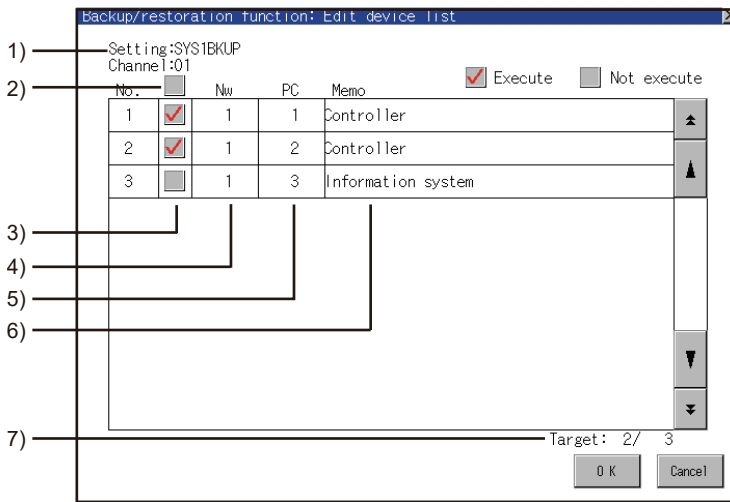 Backup/restoration function: Edit device list
1)
Setting:SYS1BKUP
Channel:01
Execute
Not execute
2)
No. Nw PC Memo
1 1 1 Controller
2 1 2 Controller
3 1 3 Information system
3)
4)
5)
6)
7)
Target: 2/ 3
OK Cancel